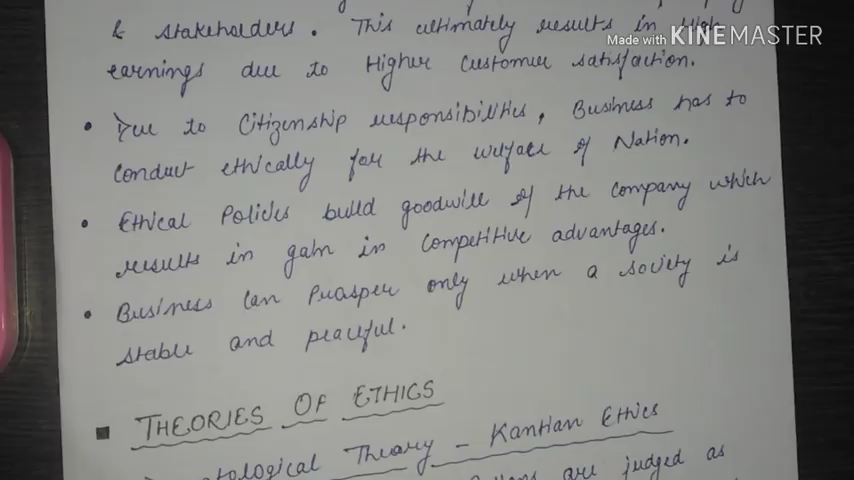 & stakeholders. This ultimately results in High
Made with KINEMASTER
earnings due to Higher Customer satisfaction.
• Due to Citizenship responsibilities, Business has to
conduct ethically for the welface of Nation.
• Ethical Policies build goodwill of the company which
results in gain in Competitive advantages.
• Business Can Prosper only when a society is
stable and peaceful.
■ THEORIES OF ETHICS
Theory - Kantian Ethics
are judged as